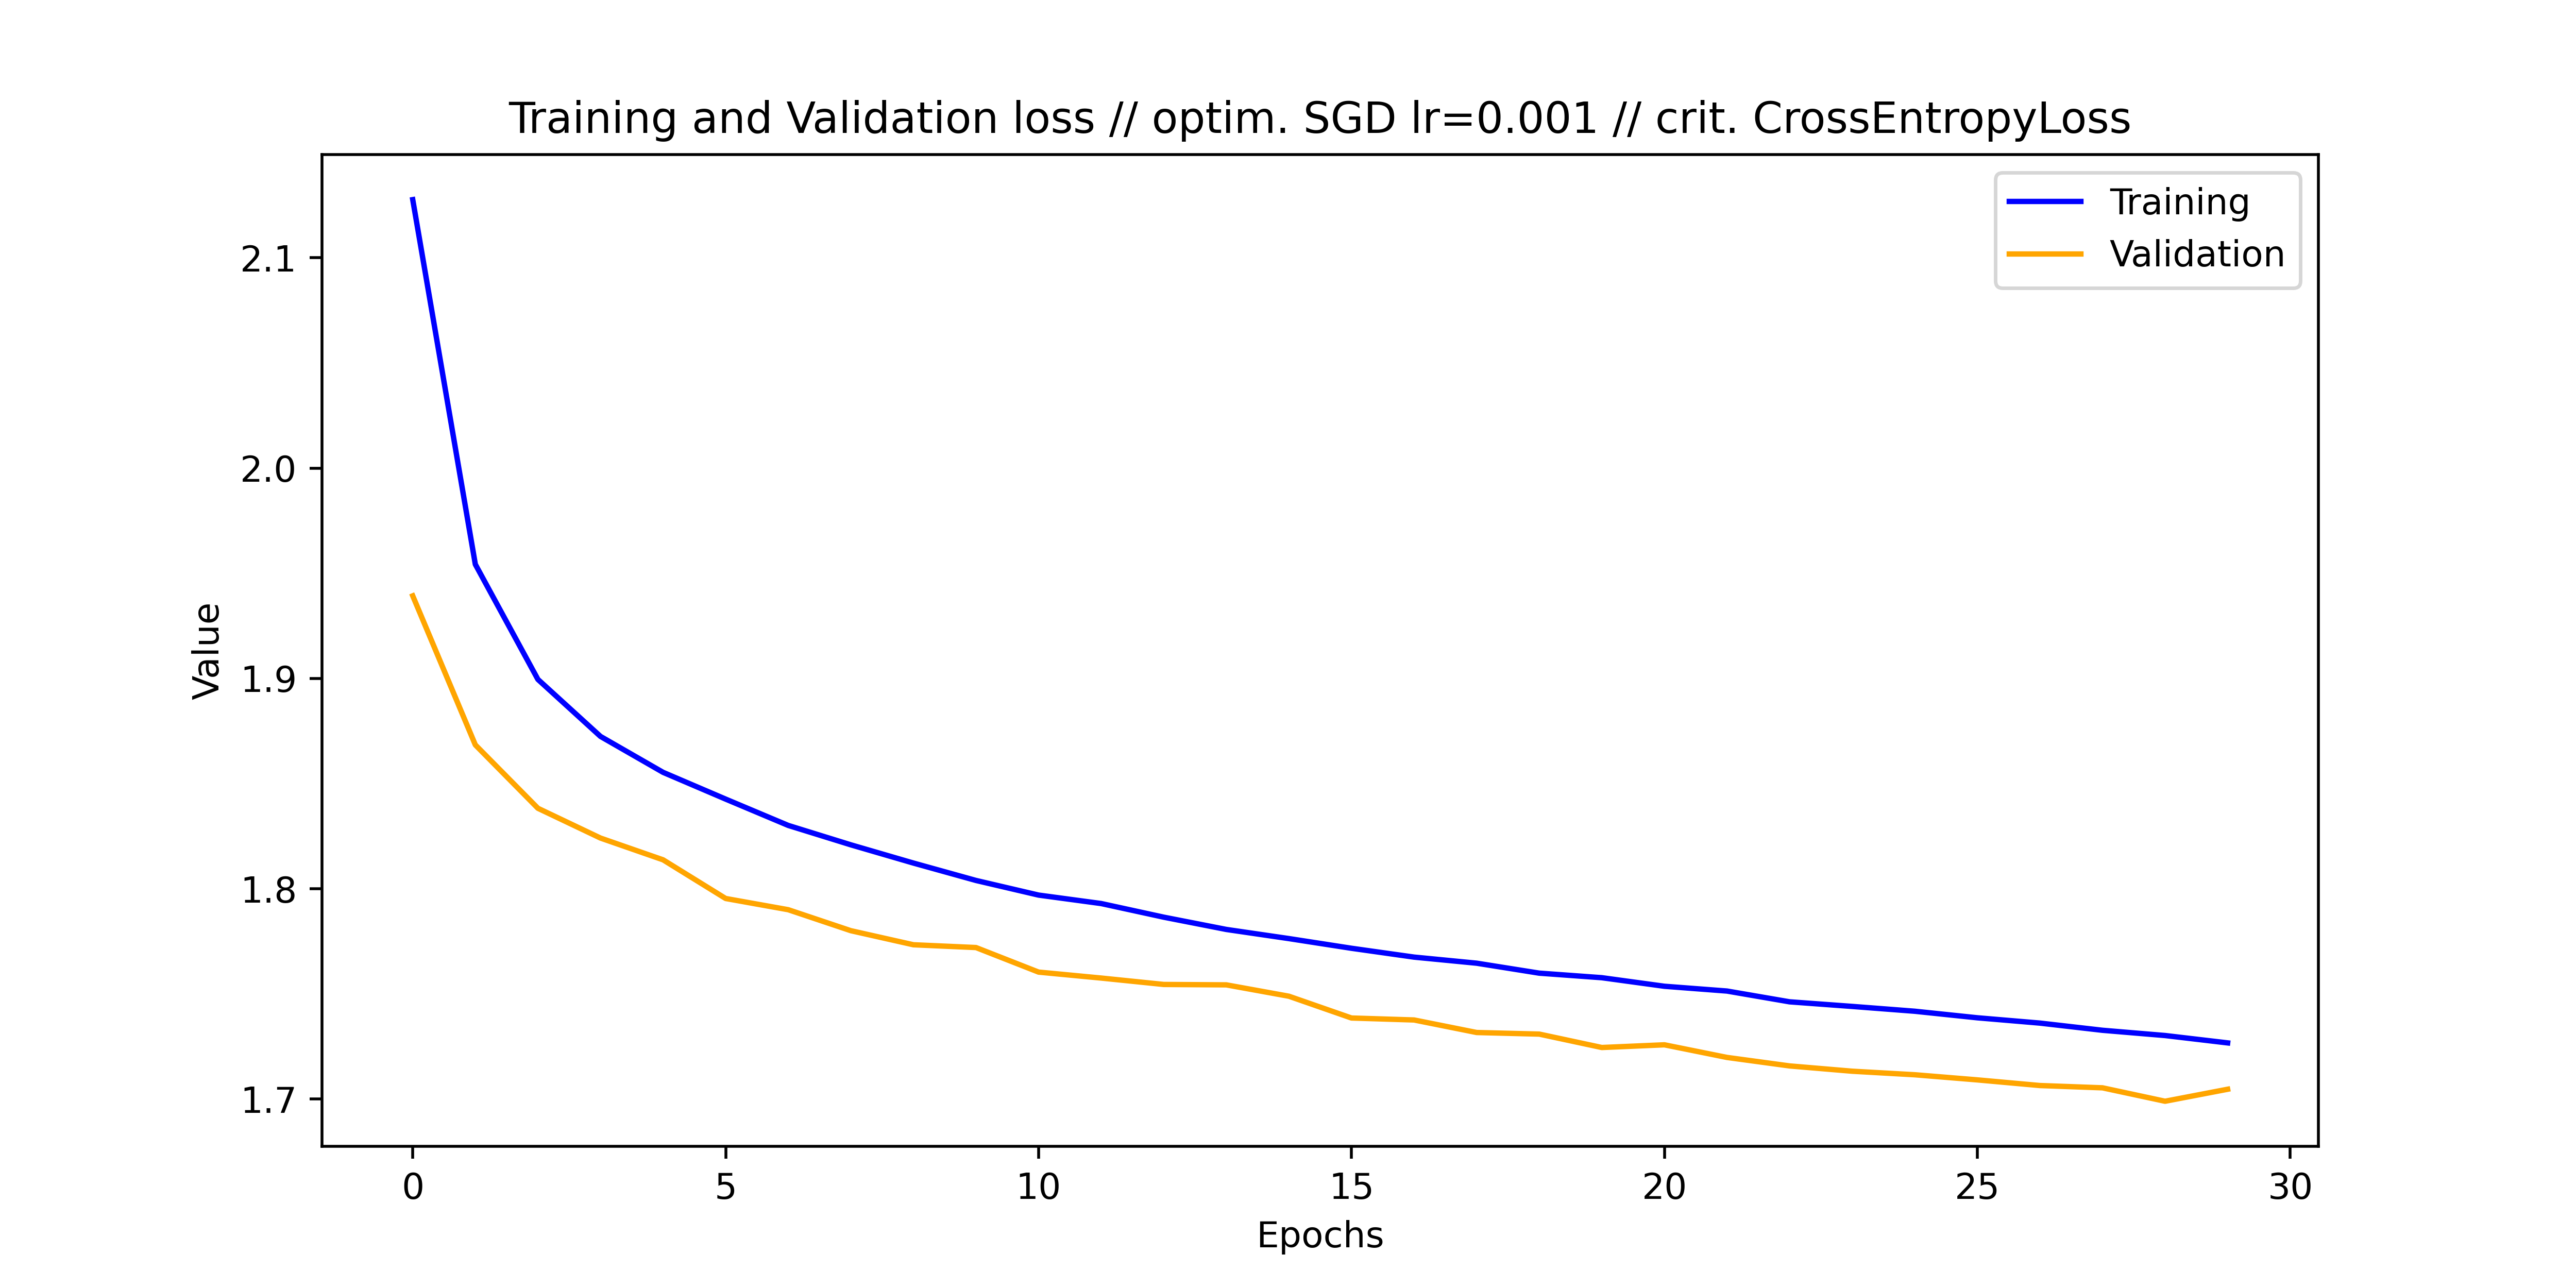 Training and Validation loss // optim. SGD lr=0.001 // crit. CrossEntropyLoss
Training
Validation
2.1
2.0
1.9
1.8
1.7
Value
0 5 10 15 20 25 30
Epochs